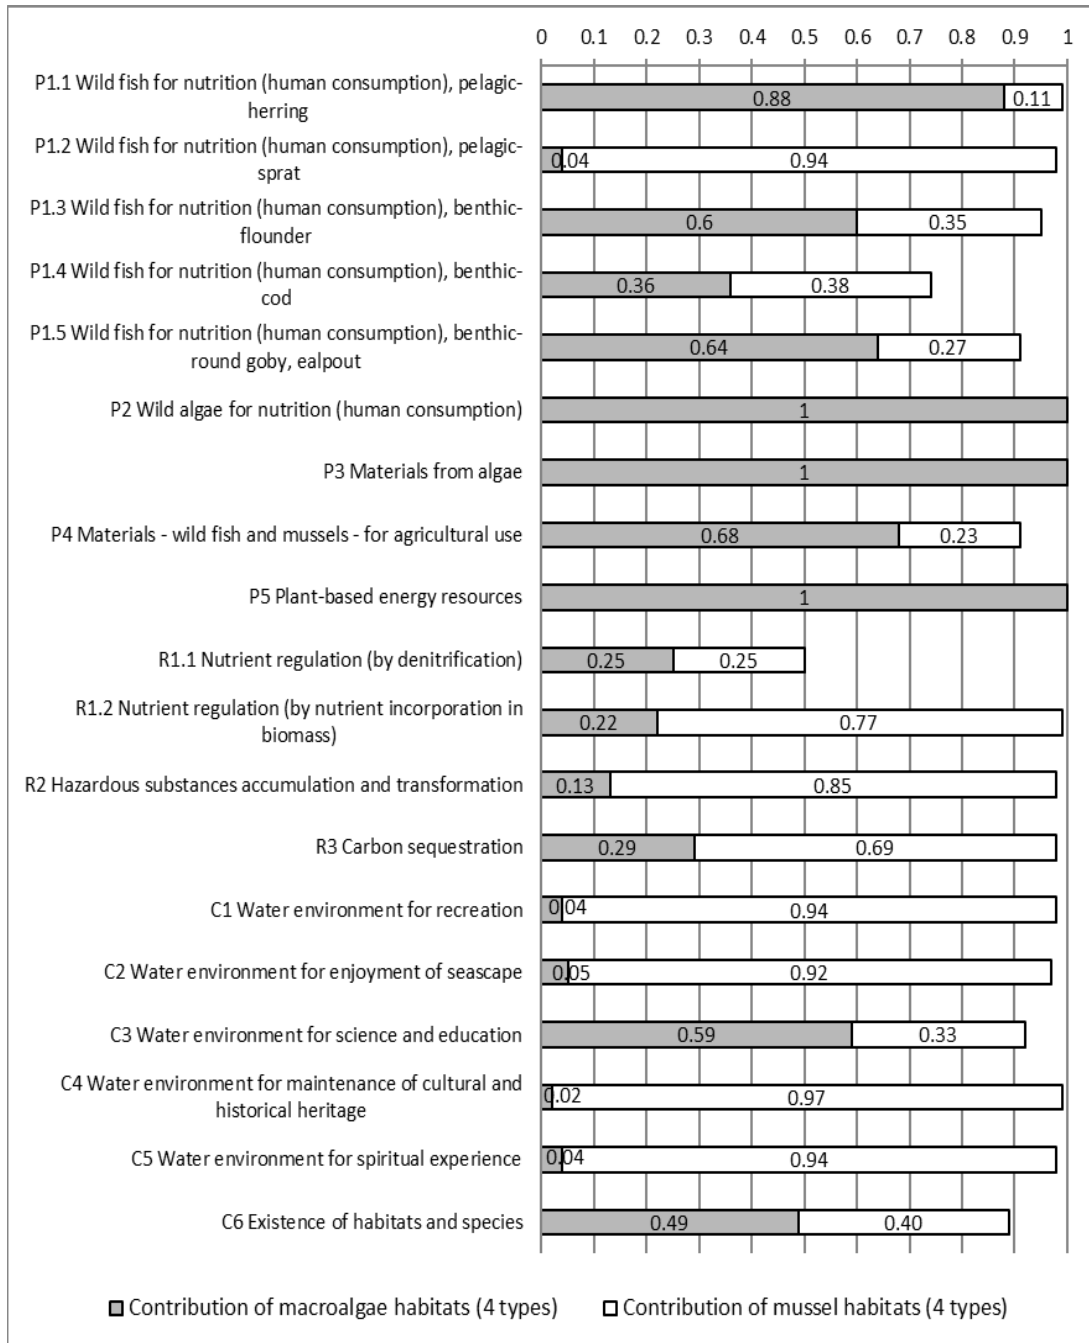 0 0.1 0.2 0.3 0.4 0.5 0.6 0.7 0.8 0.9 1
P1.1 Wild fish for nutrition (human consumption), pelagic-
herring
0.88 0.11
P1.2 Wild fish for nutrition (human consumption), pelagic-
sprat
0.04 0.94
P1.3 Wild fish for nutrition (human consumption), benthic-
flounder
0.6 0.35
P1.4 Wild fish for nutrition (human consumption), benthic-
cod
0.36 0.38
P1.5 Wild fish for nutrition (human consumption), benthic-
round goby, ealpout
0.64 0.27
P2 Wild algae for nutrition (human consumption)
1
P3 Materials from algae
1
P4 Materials - wild fish and mussels - for agricultural use
0.68 0.23
P5 Plant-based energy resources
1
R1.1 Nutrient regulation (by denitrification)
0.25 0.25
R1.2 Nutrient regulation (by nutrient incorporation in
biomass)
0.22 0.77
R2 Hazardous substances accumulation and transformation
0.13 0.85
R3 Carbon sequestration
0.29 0.69
C1 Water environment for recreation
0.04 0.94
C2 Water environment for enjoyment of seascape
0.05 0.92
C3 Water environment for science and education
0.59 0.33
C4 Water environment for maintenance of cultural and
historical heritage
0.02 0.97
C5 Water environment for spiritual experience
0.04 0.94
C6 Existence of habitats and species
0.49 0.40
Contribution of macroalgae habitats (4 types) Contribution of mussel habitats (4 types)